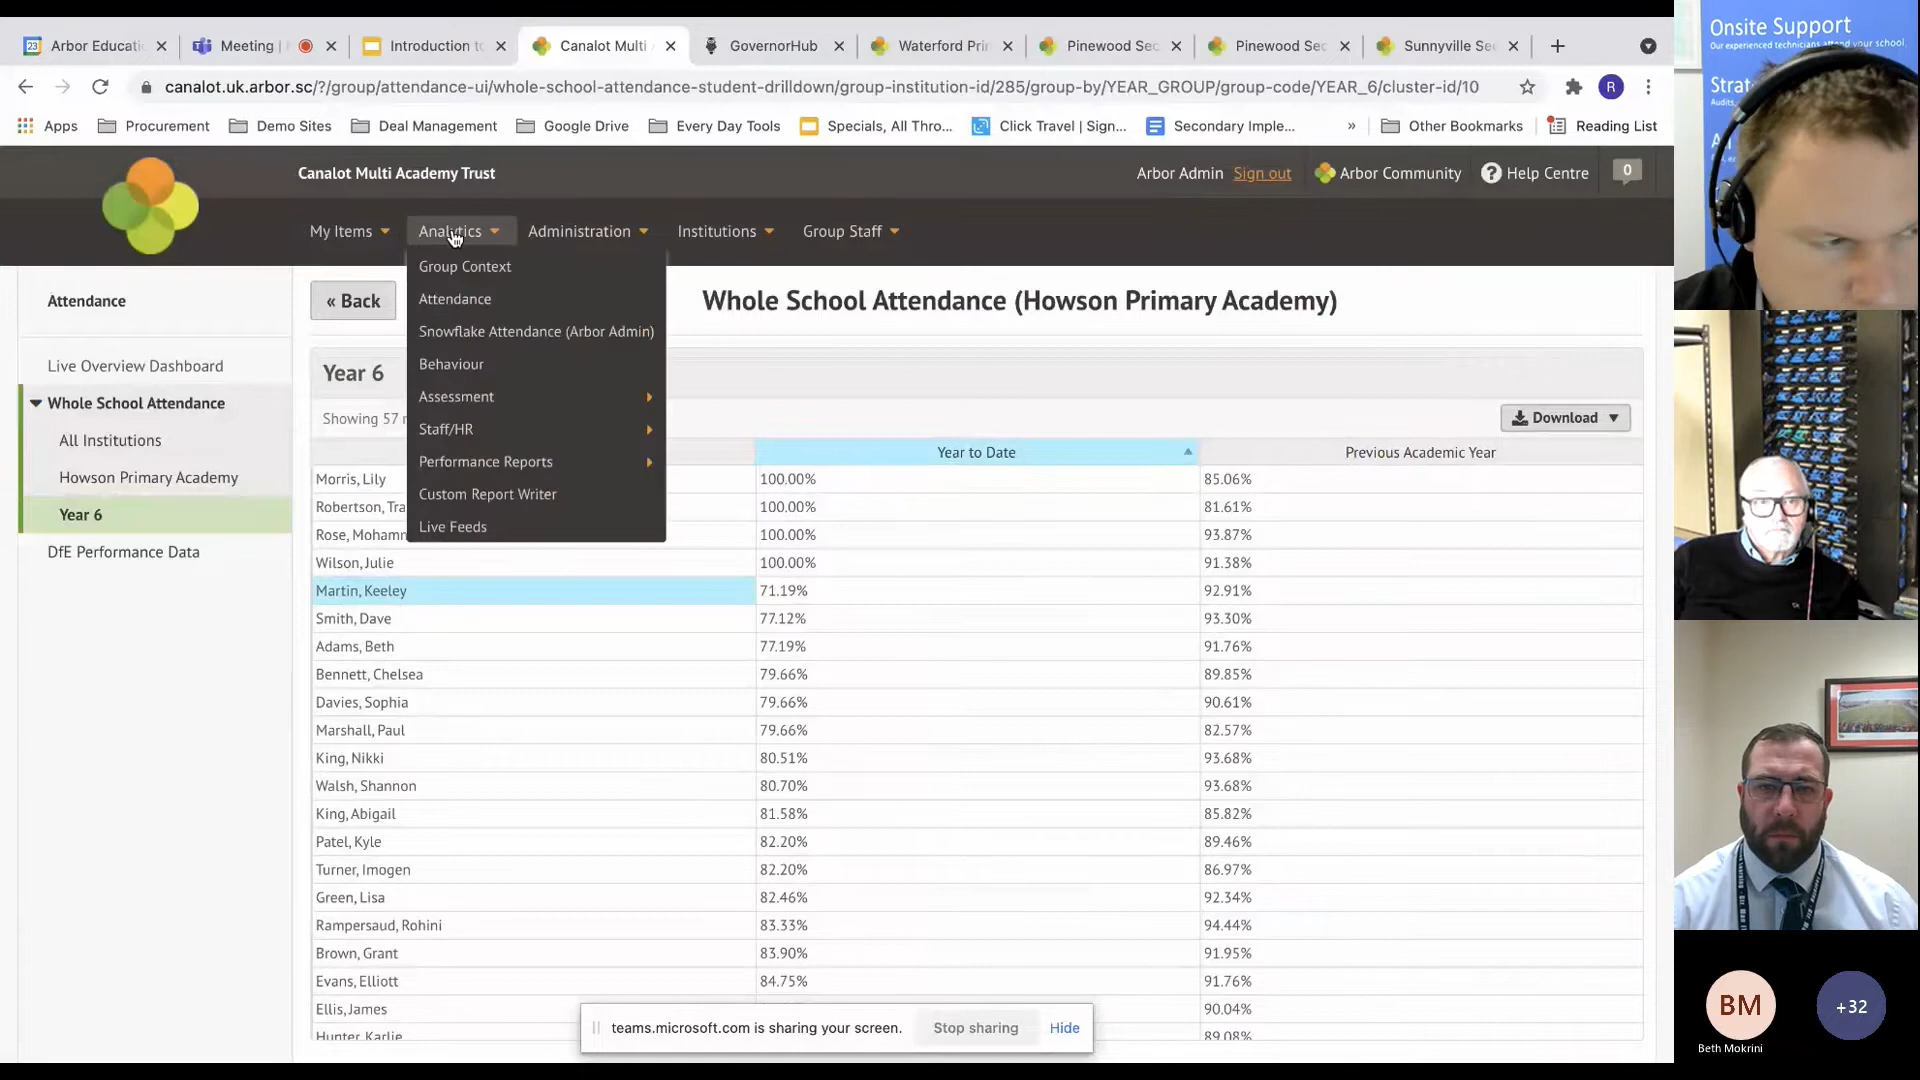 Arbor Educati
Meeting |
Introduction to
Canalot Multi
GovernorHub
Waterford Prin
Pinewood Sec
Pinewood Sec
Sunnyville Sec
canalot.uk.arbor.sc/?/group/attendance-ui/whole-school-attendance-student-drilldown/group-institution-id/285/group-by/YEAR_GROUP/group-code/YEAR_6/cluster-id/10
R
Apps
Procurement
Demo Sites
Deal Management
Google Drive
Every Day Tools
Specials, All Thro...
Click Travel | Sign...
Secondary Imple...
»
Other Bookmarks
Reading List
Canalot Multi Academy Trust
Arbor Admin Sign out
Arbor Community
Help Centre
0
My Items
Analytics
Administration
Institutions
Group Staff
Group Context
Attendance
Snowflake Attendance (Arbor Admin)
Behaviour
Assessment
Staff/HR
Performance Reports
Custom Report Writer
Live Feeds
Attendance
Live Overview Dashboard
Whole School Attendance
All Institutions
Howson Primary Academy
Year 6
DfE Performance Data
« Back
Whole School Attendance (Howson Primary Academy)
Year 6
Showing 57 r
Download
Year to Date Previous Academic Year
Morris, Lily 100.00% 85.06%
Robertson, Tra 100.00% 81.61%
Rose, Mohamn 100.00% 93.87%
Wilson, Julie 100.00% 91.38%
Martin, Keeley 71.19% 92.91%
Smith, Dave 77.12% 93.30%
Adams, Beth 77.19% 91.76%
Bennett, Chelsea 79.66% 89.85%
Davies, Sophia 79.66% 90.61%
Marshall, Paul 79.66% 82.57%
King, Nikki 80.51% 93.68%
Walsh, Shannon 80.70% 93.68%
King, Abigail 81.58% 85.82%
Patel, Kyle 82.20% 89.46%
Turner, Imogen 82.20% 86.97%
Green, Lisa 82.46% 92.34%
Rampersaud, Rohini 83.33% 94.44%
Brown, Grant 83.90% 91.95%
Evans, Elliott 84.75% 91.76%
Ellis, James 90.04%
Hunter, Karlie 89.08%
teams.microsoft.com is sharing your screen.
Stop sharing
Hide
Onsite Support
Our experienced technicians attend your school.
Strat
Audits,
BM
+32
Beth Mokrini